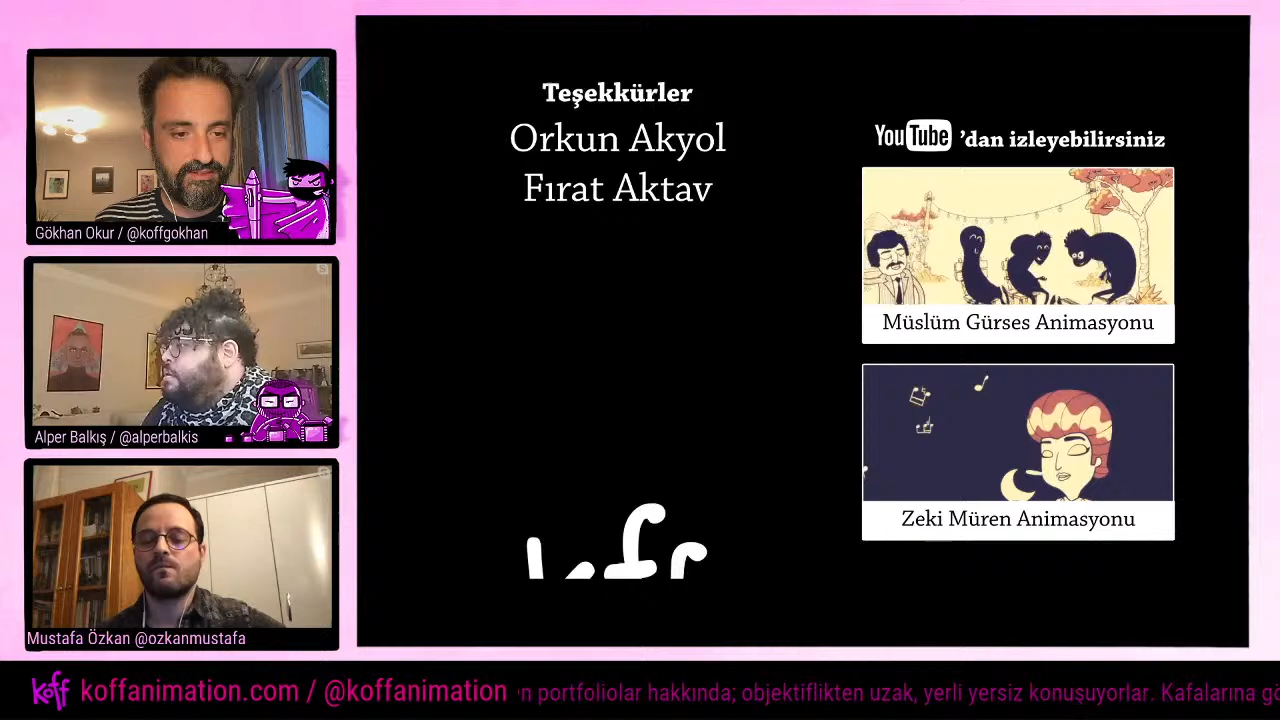 Gökhan Okur / @koffgokhan
Alper Balkış / @alperbalkis
Mustafa Özkan @ozkanmustafa
Teşekkürler
Orkun Akyol
Fırat Aktav
YouTube 'dan izleyebilirsiniz
Müslüm Gürses Animasyonu
Zeki Müren Animasyonu
koff koffanimation.com / @koffanimation
portfoliolar hakkında; objektiflikten uzak, yerli yersiz konuşuyorlar. Kafalarına